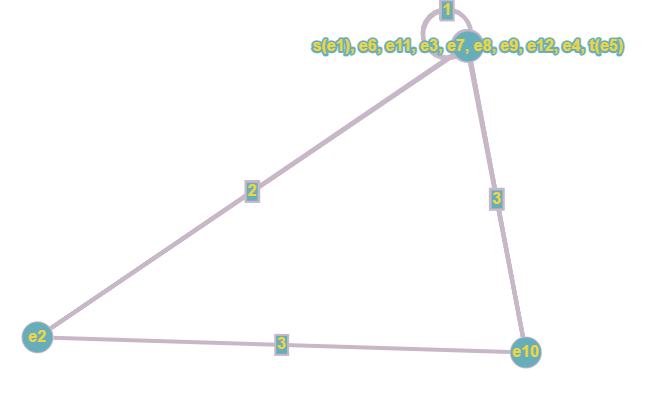 1
s(e1), e6, e11, e3, e7, e8, e9, e12, e4, t(e5)
2
3
e2
3
e10